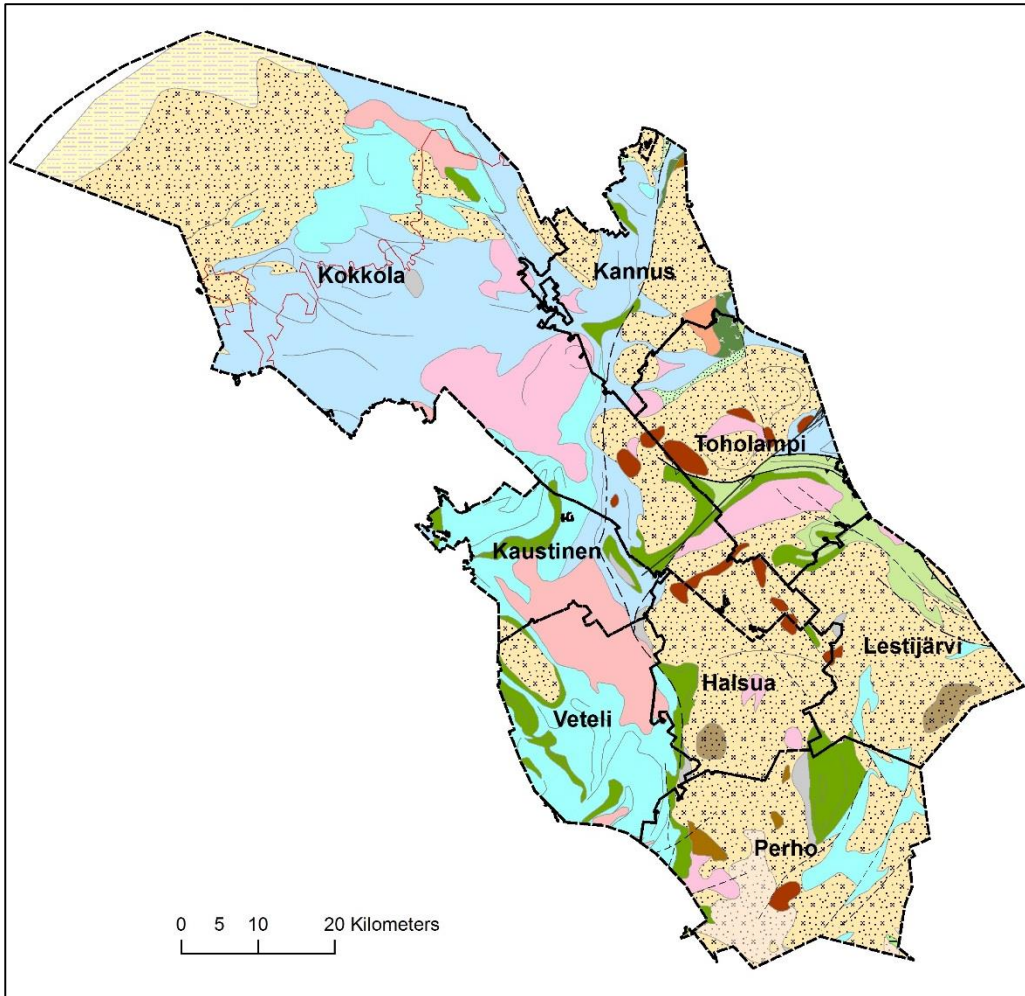 Kokkola
Kannus
Toholampi
Kaustinen
Lestijärvi
Halsua
Veteli
Perho
0 5 10 20 Kilometers